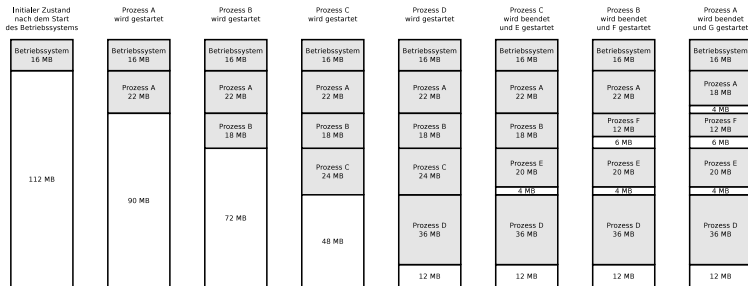 Initialer Zustand
nach dem Start
des Betriebssystems
Betriebssystem
16 MB
112 MB
Prozess A
wird gestartet
Betriebssystem
16 MB
Prozess A
22 MB
90 MB
Prozess B
wird gestartet
Betriebssystem
16 MB
Prozess A
22 MB
Prozess B
18 MB
72 MB
Prozess C
wird gestartet
Betriebssystem
16 MB
Prozess A
22 MB
Prozess B
18 MB
Prozess C
24 MB
48 MB
Prozess D
wird gestartet
Betriebssystem
16 MB
Prozess A
22 MB
Prozess B
18 MB
Prozess C
24 MB
Prozess D
36 MB
12 MB
Prozess C
wird beendet
und E gestartet
Betriebssystem
16 MB
Prozess A
22 MB
Prozess B
18 MB
Prozess E
20 MB
4 MB
Prozess D
36 MB
12 MB
Prozess B
wird beendet
und F gestartet
Betriebssystem
16 MB
Prozess A
22 MB
Prozess F
12 MB
6 MB
Prozess E
20 MB
4 MB
Prozess D
36 MB
12 MB
Prozess A
wird beendet
und G gestartet
Betriebssystem
16 MB
Prozess A
18 MB
4 MB
Prozess F
12 MB
6 MB
Prozess E
20 MB
4 MB
Prozess D
36 MB
12 MB